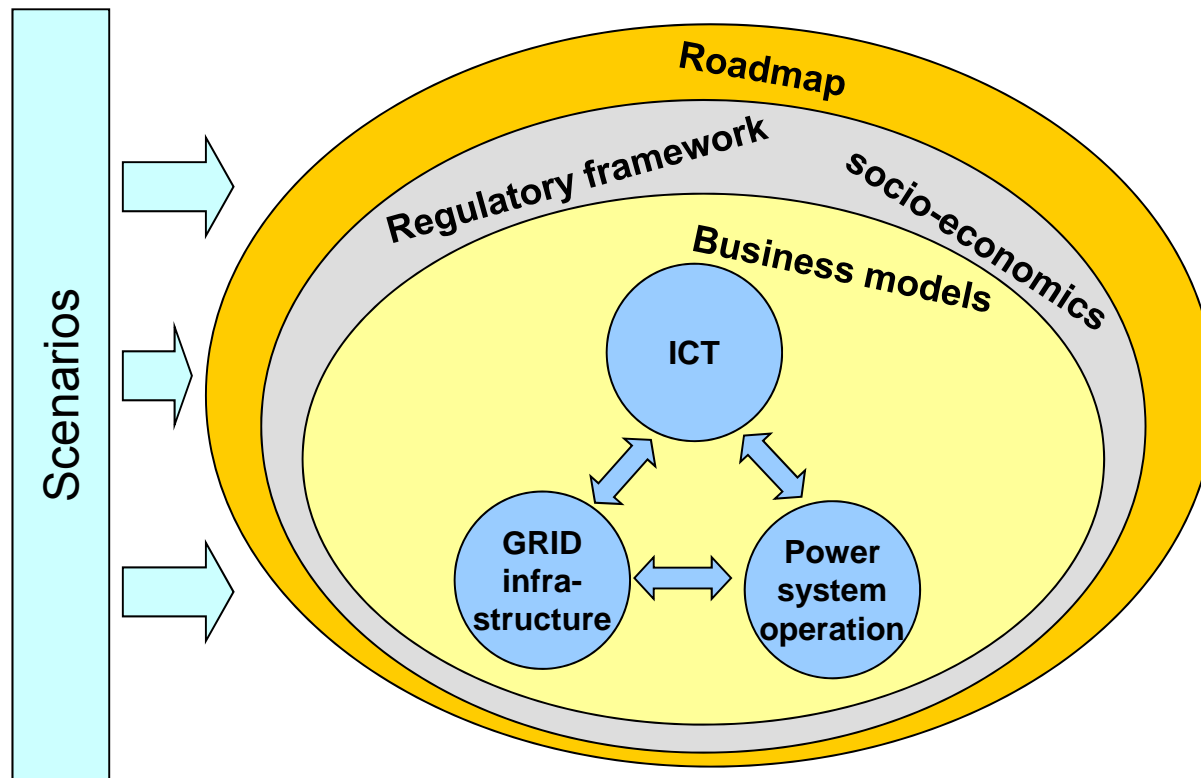 Scenarios
Roadmap
Regulatory framework
socio-economics
Business models
ICT
GRID
infra-
structure
Power
system
operation